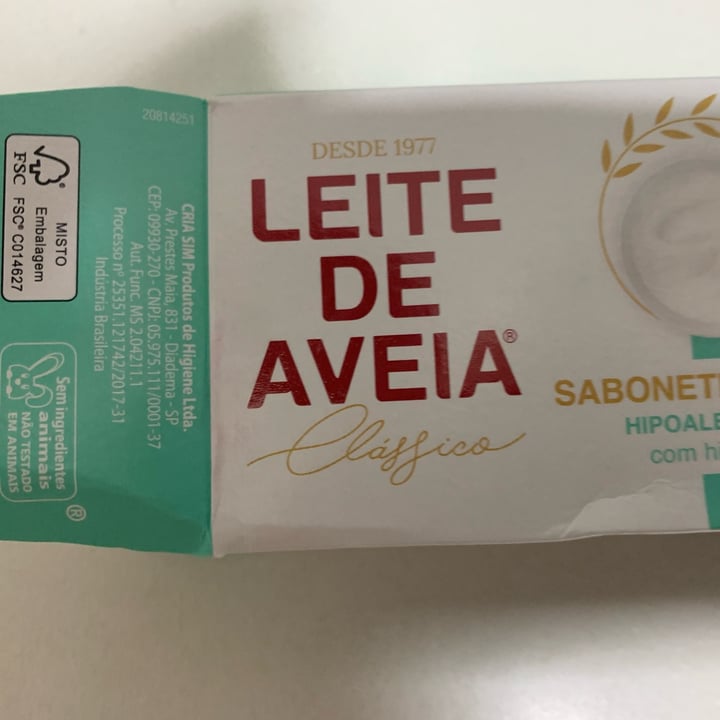 DESDE 1977
LEITE
DE
AVEIA®
Clássico
HIPOALE
com hi
20814251
CRIA SIM Produtos de Higiene Ltda.
Av. Prestes Maia, 831 - Diadema - SP
CEP: 09930-270 - CNPJ: 05.975.111/0001-37
Aut. Func. MS 2.04211.1
Processo nº 25351.121742/2017-31
Indústria Brasileira
MISTO
Embalagem
FSC® C014627
FSC
®
Sem ingredientes
animais
NÃO TESTADO
EM ANIMAIS
®
SABONET